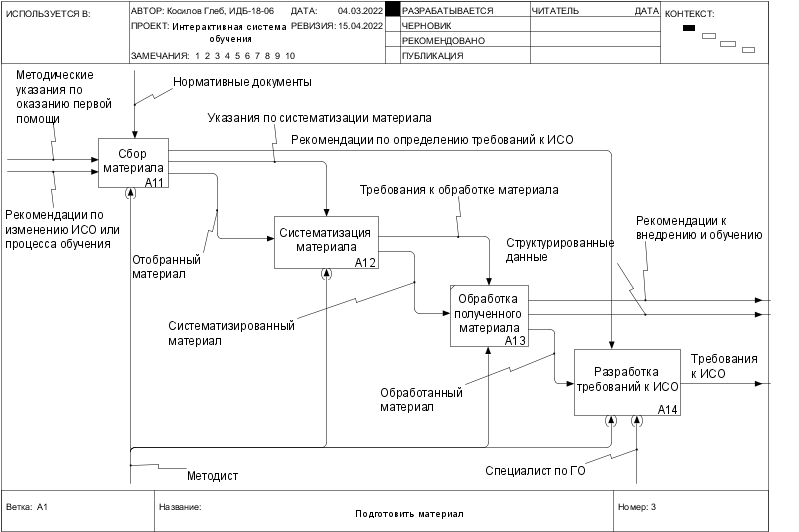 ИСПОЛЬЗУЕТСЯ В:
АВТОР: Косилов Глеб, ИДБ-18-06
ДАТА: 04.03.2022
ПРОЕКТ: Интерактивная система
обучения
РЕВИЗИЯ: 15.04.2022
ЗАМЕЧАНИЯ: 1 2 3 4 5 6 7 8 9 10
РАЗРАБАТЫВАЕТСЯ
ЧЕРНОВИК
РЕКОМЕНДОВАНО
ПУБЛИКАЦИЯ
ЧИТАТЕЛЬ
ДАТА
КОНТЕКСТ:
Методические
указания по
оказанию первой
помощи
Нормативные документы
Указания по систематизации материала
Рекомендации по определению требований к ИСО
Сбор
материала
A11
Рекомендации по
изменению ИСО или
процесса обучения
Требования к обработке материала
Систематизация
материала
A12
Отобранный
материал
Структурированные
данные
Рекомендации к
внедрению и обучению
Систематизированный
материал
Обработка
полученного
материала
A13
Обработанный
материал
Разработка
требований к ИСО
A14
Требования
к ИСО
Методист
Специалист по ГО
Ветка: A1
Название:
Подготовить материал
Номер: 3